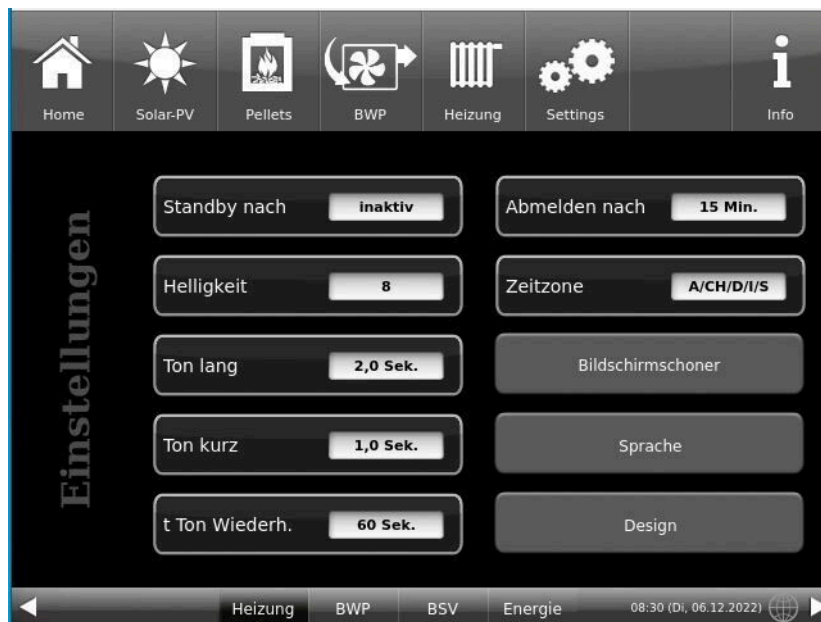 Home
Solar-PV
Pellets
BWP
Heizung
Settings
Info
Einstellungen
Standby nach inaktiv
Abmelden nach 15 Min.
Helligkeit 8
Zeitzone A/CH/D/I/S
Ton lang 2,0 Sek.
Bildschirmschoner
Ton kurz 1,0 Sek.
Sprache
t Ton Wiederh. 60 Sek.
Design
Heizung
BWP
BSV
Energie
08:30 (Di, 06.12.2022)